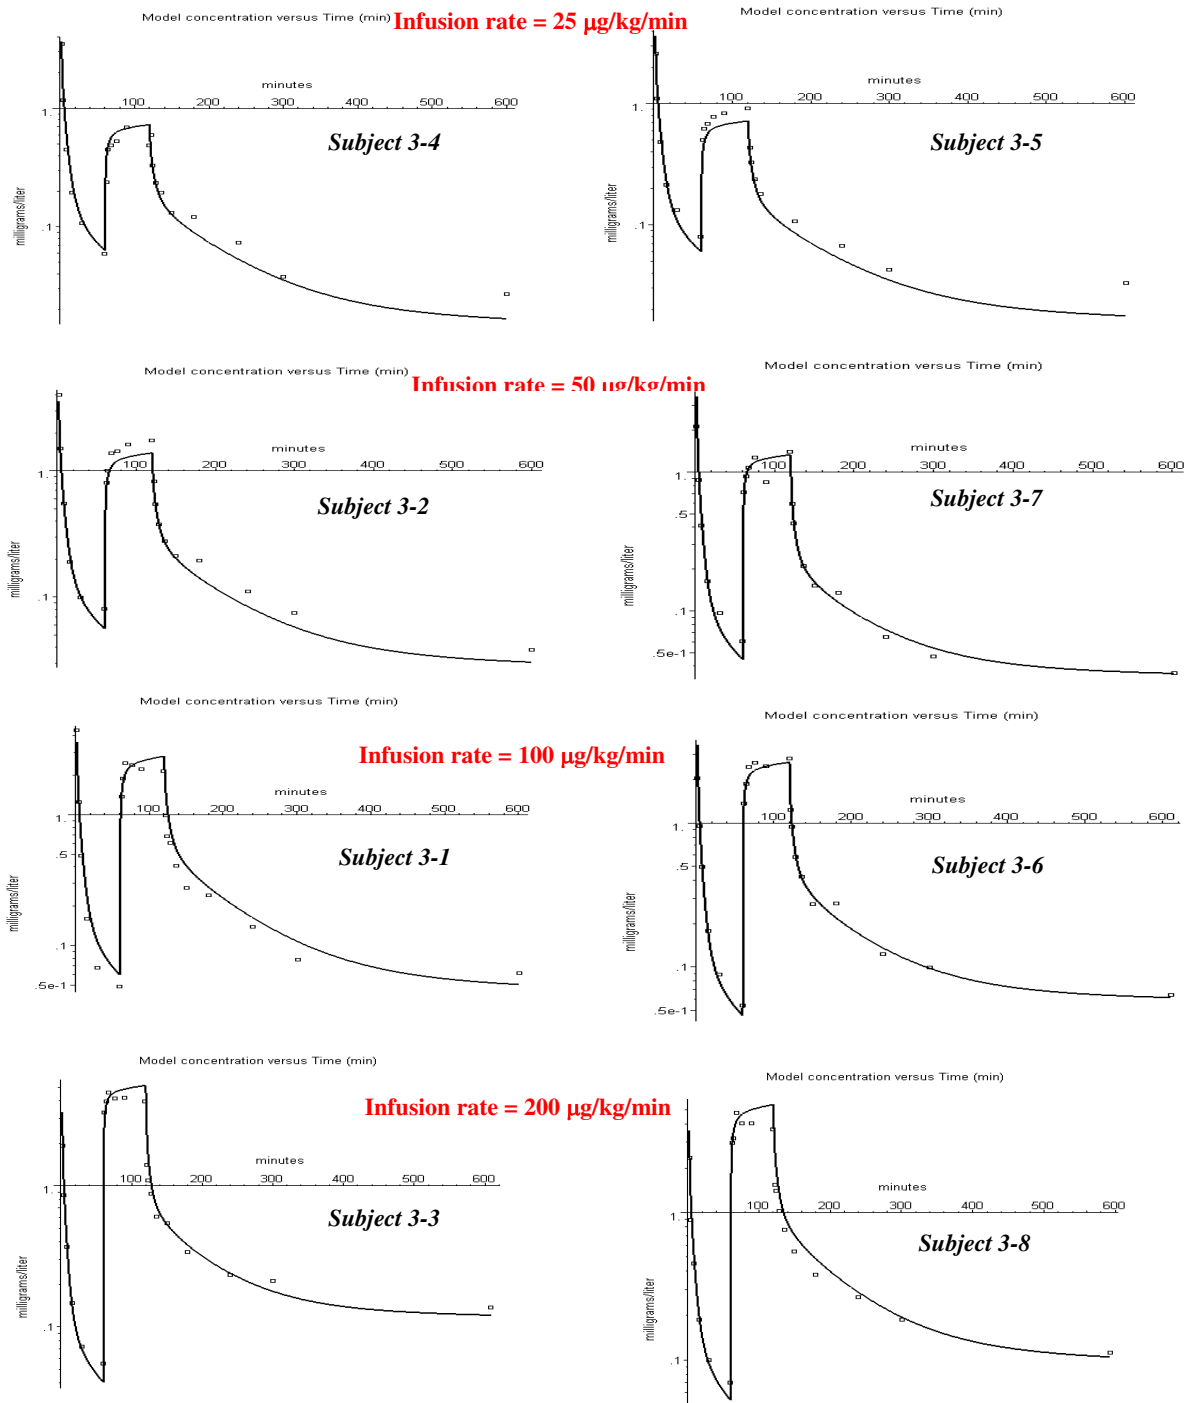 Model concentration versus Time (min)
Infusion rate = 25 µg/kg/min
Model concentration versus Time (min)
minutes
100 200 300 400 500 600
1.
.1
milligrams/liter
Subject 3-4
minutes
100 200 300 400 500 600
1.
.1
milligrams/liter
Subject 3-5
Model concentration versus Time (min)
Infusion rate = 50 µg/kg/min
Model concentration versus Time (min)
minutes
100 200 300 400 500 600
1.
.1
milligrams/liter
Subject 3-2
minutes
100 200 300 400 500 600
1.
.5
.1
.5e-1
milligrams/liter
Subject 3-7
Model concentration versus Time (min)
Infusion rate = 100 µg/kg/min
Model concentration versus Time (min)
minutes
100 200 300 400 500 600
1.
.5
.1
.5e-1
milligrams/liter
Subject 3-1
minutes
100 200 300 400 500 600
1.
.5
.1
.5e-1
milligrams/liter
Subject 3-6
Model concentration versus Time (min)
Infusion rate = 200 µg/kg/min
Model concentration versus Time (min)
minutes
100 200 300 400 500 600
1.
.1
milligrams/liter
Subject 3-3
minutes
100 200 300 400 500 600
1.
.1
milligrams/liter
Subject 3-8